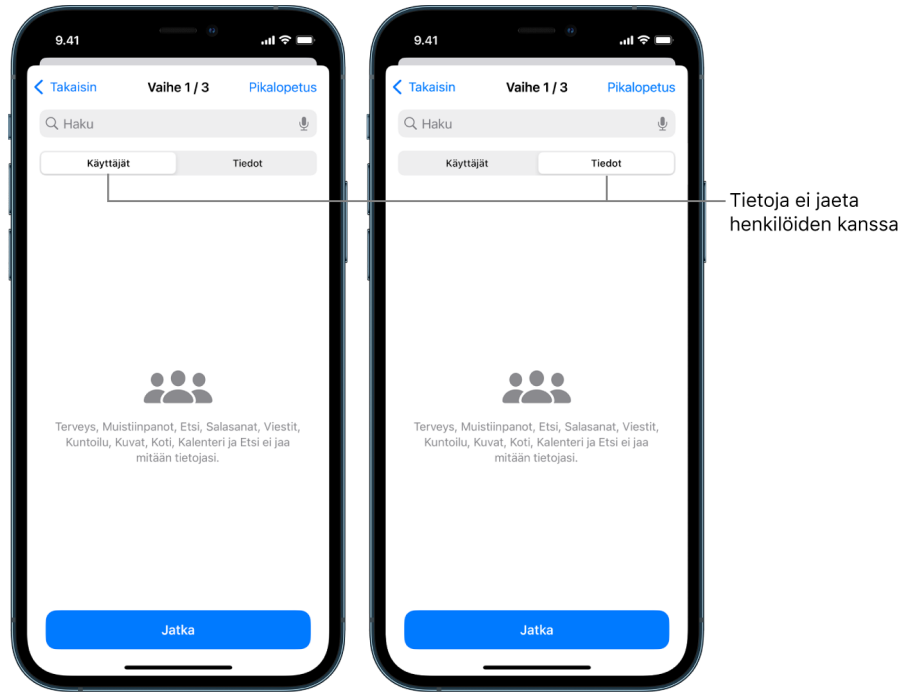 9.41
Takaisin
Vaihe 1 / 3
Pikalopetus
Haku
Käyttäjät
Tiedot
Terveys, Muistiinpanot, Etsi, Salasanat, Viestit,
Kuntoilu, Kuvat, Koti, Kalenteri ja Etsi ei jaa
mitään tietojasi.
Jatka
9.41
Takaisin
Vaihe 1 / 3
Pikalopetus
Haku
Käyttäjät
Tiedot
Terveys, Muistiinpanot, Etsi, Salasanat, Viestit,
Kuntoilu, Kuvat, Koti, Kalenteri ja Etsi ei jaa
mitään tietojasi.
Jatka
Tietoja ei jaeta
henkilöiden kanssa